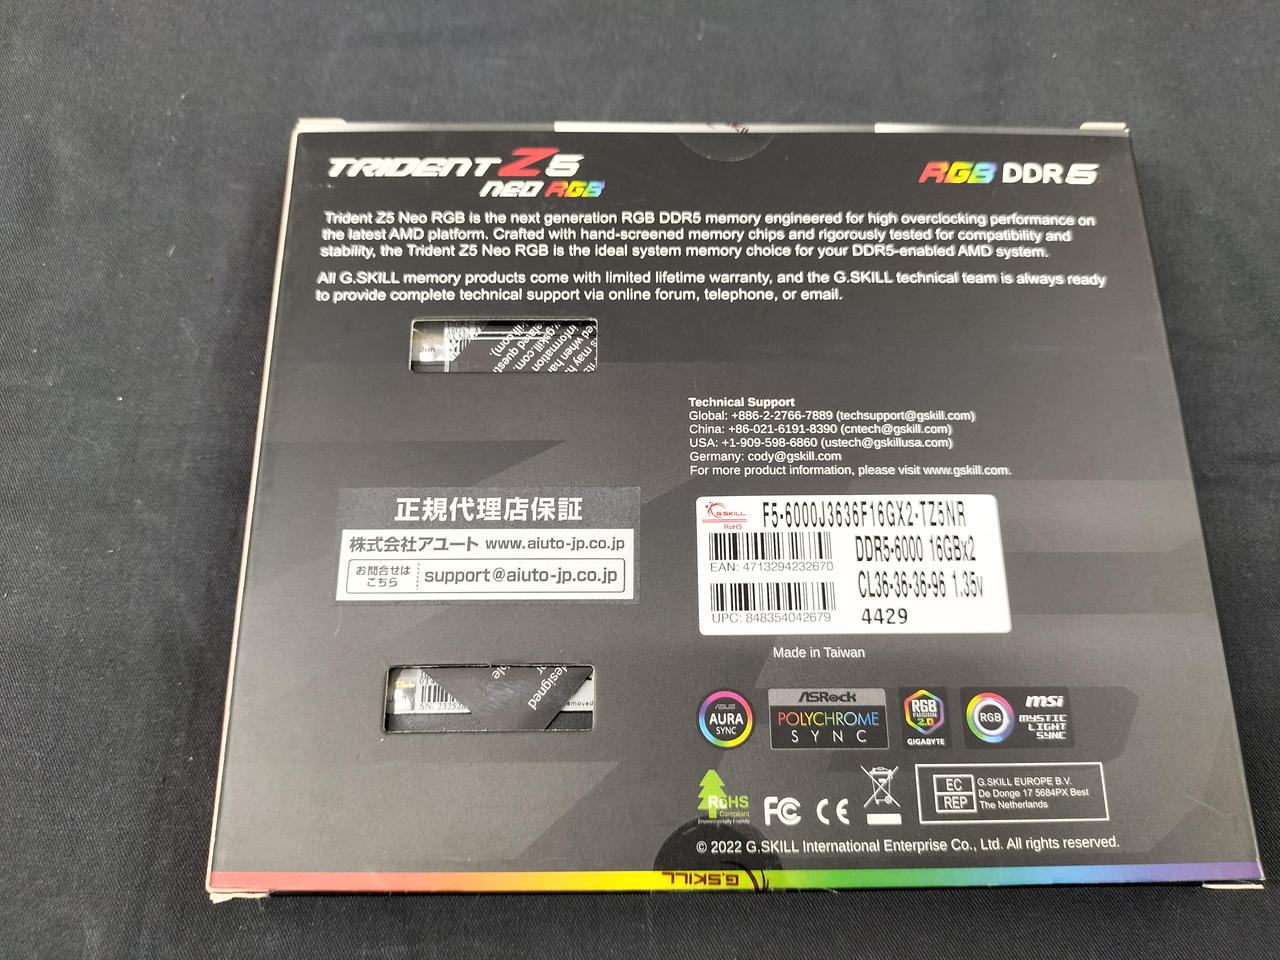 TRIDENT Z5
NEO RGB
RGB DDR5
Trident Z5 Neo RGB is the next generation RGB DDR5 memory engineered for high overclocking performance on
the latest AMD platform. Crafted with hand-screened memory chips and rigorously tested for compatibility and
stability, the Trident Z5 Neo RGB is the ideal system memory choice for your DDR5-enabled AMD system.
All G.SKILL memory products come with limited lifetime warranty, and the G.SKILL technical team is always ready
to provide complete technical support via online forum, telephone, or email.
Technical Support
Global: +886-2-2766-7889 (techsupport@gskill.com)
China: +86-021-6191-8390 (cntech@gskill.com)
USA: +1-909-598-6860 (ustech@gskillusa.com)
Germany: cody@gskill.com
For more product information, please visit www.gskill.com.
正規代理店保証
株式会社アユート www.aiuto-jp.co.jp
お問合せは
こちら
support@aiuto-jp.co.jp
G.SKILL
RoHS
F5-6000J3636F16GX2-TZ5NR
DDR5-6000 16GBx2
EAN: 4713294232670
CL36-36-36-96 1.35v
UPC: 848354042679
4429
Made in Taiwan
designed
ASUS
AURA
SYNC
ASRock
POLYCHROME
SYNC
RGB
FUSION
2.0
GIGABYTE
RGB
msi
MYSTIC
LIGHT
SYNC
RoHS
Compliant
Environmentally Friendly
FC CE
EC
REP
G.SKILL EUROPE B.V.
De Donge 17 5684PX Best
The Netherlands
© 2022 G.SKILL International Enterprise Co., Ltd. All rights reserved.
G.SKILL